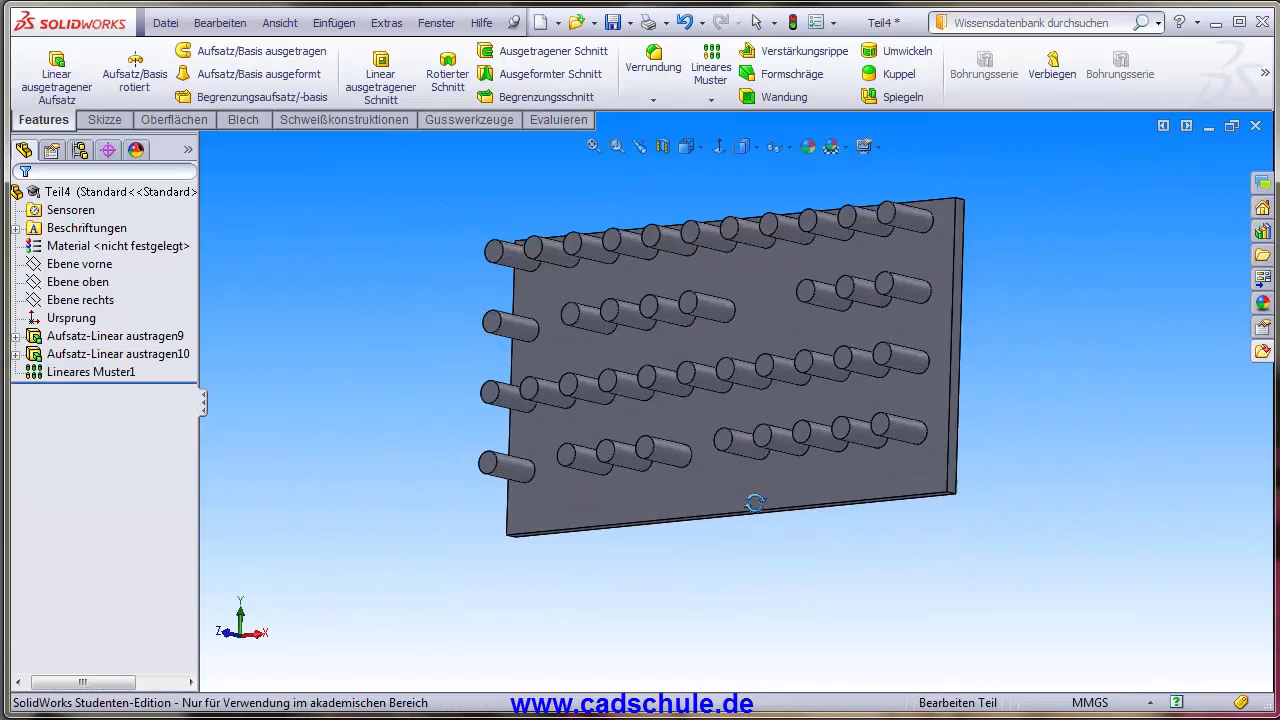 SOLIDWORKS
Datei Bearbeiten Ansicht Einfügen Extras Fenster Hilfe
Teil4 *
Wissensdatenbank durchsuchen
Linear ausgetragener Aufsatz
Aufsatz/Basis rotiert
Aufsatz/Basis ausgetragen
Aufsatz/Basis ausgeformt
Begrenzungsaufsatz/-basis
Linear ausgetragener Schnitt
Rotierter Schnitt
Ausgetragener Schnitt
Ausgeformter Schnitt
Begrenzungsschnitt
Verrundung
Lineares Muster
Verstärkungsrippe
Formschräge
Wandung
Umwickeln
Kuppel
Spiegeln
Bohrungsserie
Verbiegen
Bohrungsserie
Features Skizze Oberflächen Blech Schweißkonstruktionen Gusswerkzeuge Evaluieren
Teil4 (Standard<<Standard>
Sensoren
Beschriftungen
Material <nicht festgelegt>
Ebene vorne
Ebene oben
Ebene rechts
Ursprung
Aufsatz-Linear austragen9
Aufsatz-Linear austragen10
Lineares Muster1
Y
Z
X
SolidWorks Studenten-Edition - Nur für Verwendung im akademischen Bereich
www.cadschule.de
Bearbeiten Teil
MMGS